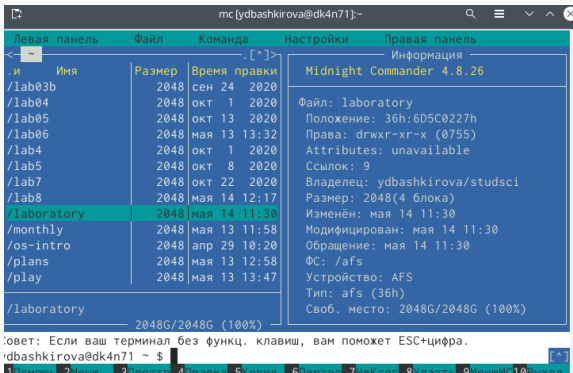 mc [ydbashkirova@dk4n71]:~
Левая панель Файл Команда Настройки Правая панель
<- ~ .[^]>
.и Имя Размер Время правки
/lab03b 2048 сен 24 2020
/lab04 2048 окт 1 2020
/lab05 2048 окт 13 2020
/lab06 2048 мая 13 13:32
/lab4 2048 окт 1 2020
/lab5 2048 окт 8 2020
/lab7 2048 окт 22 2020
/lab8 2048 мая 14 12:17
/laboratory 2048 мая 14 11:30
/monthly 2048 мая 13 11:58
/os-intro 2048 апр 29 10:20
/plans 2048 мая 13 12:58
/play 2048 мая 13 13:47
/laboratory
2048G/2048G (100%)
Информация
Midnight Commander 4.8.26
Файл: laboratory
Положение: 36h:6D5C0227h
Права: drwxr-xr-x (0755)
Attributes: unavailable
Ссылок: 9
Владелец: ydbashkirova/studsci
Размер: 2048(4 блока)
Изменён: мая 14 11:30
Модифицирован: мая 14 11:30
Обращение: мая 14 11:30
ФС: /afs
Устройство: AFS
Тип: afs (36h)
Своб. место: 2048G/2048G (100%)
Совет: Если ваш терминал без функц. клавиш, вам поможет ESC+цифра.
ydbashkirova@dk4n71 ~ $ [^]